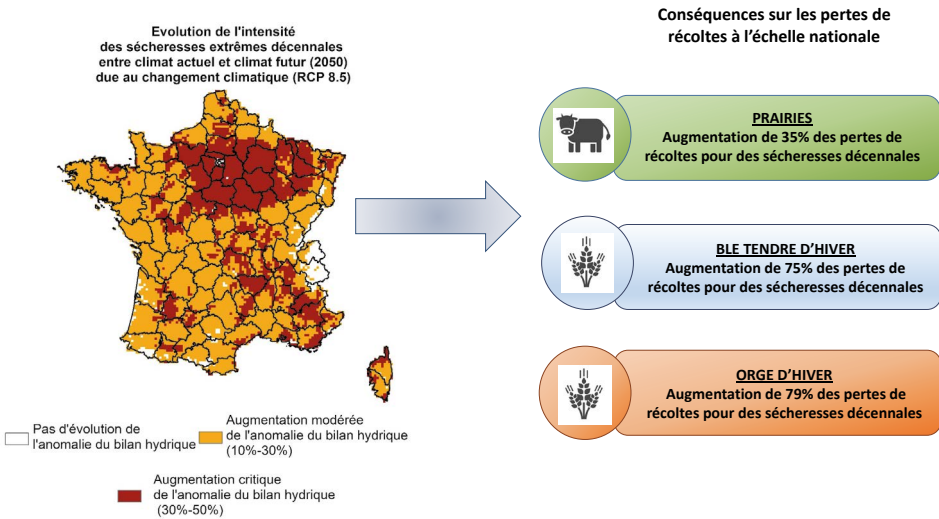 Evolution de l'intensité
des sécheresses extrêmes décennales
entre climat actuel et climat futur (2050)
due au changement climatique (RCP 8.5)
Pas d'évolution de
l'anomalie du bilan hydrique
Augmentation modérée
de l'anomalie du bilan hydrique
(10%-30%)
Augmentation critique
de l'anomalie du bilan hydrique
(30%-50%)
Conséquences sur les pertes de
récoltes à l’échelle nationale
PRAIRIES
Augmentation de 35% des pertes de
récoltes pour des sécheresses décennales
BLE TENDRE D’HIVER
Augmentation de 75% des pertes de
récoltes pour des sécheresses décennales
ORGE D’HIVER
Augmentation de 79% des pertes de
récoltes pour des sécheresses décennales